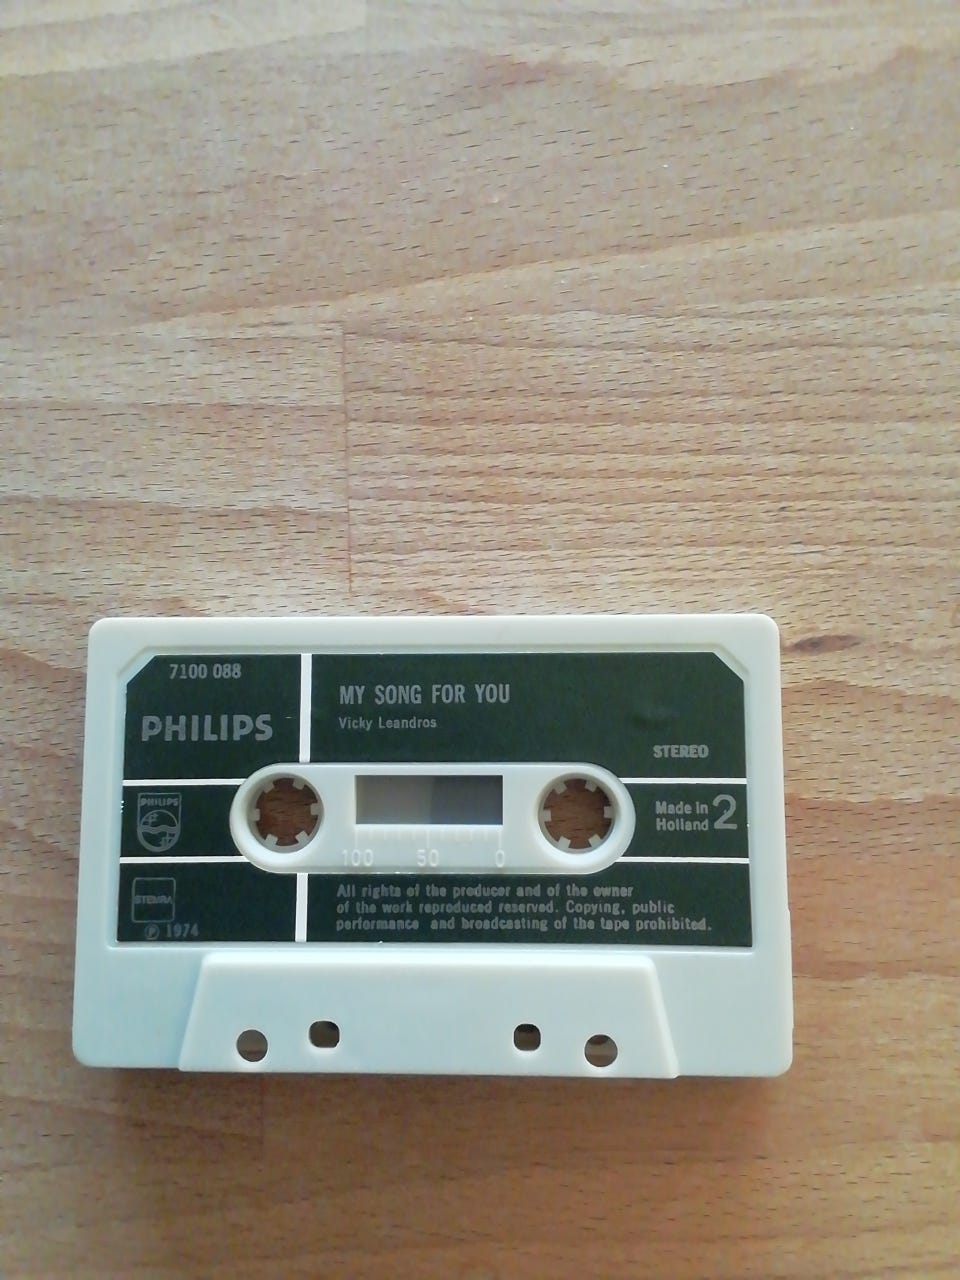 7100 088
PHILIPS
MY SONG FOR YOU
Vicky Leandros
STEREO
PHILIPS
Made in
Holland
2
100 50 0
STEMRA
℗ 1974
All rights of the producer and of the owner
of the work reproduced reserved. Copying, public
performance and broadcasting of the tape prohibited.